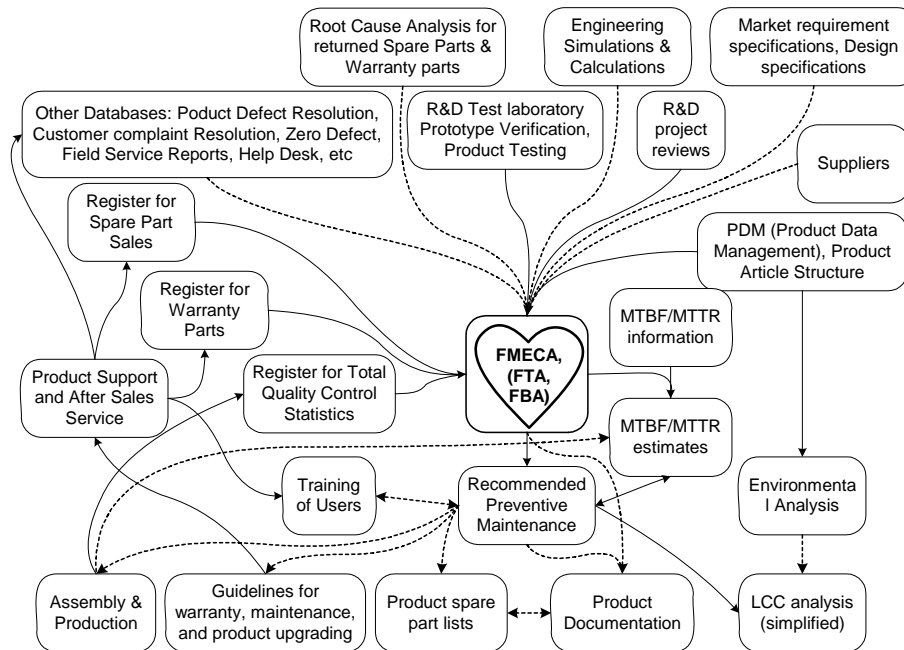 Root Cause Analysis for
returned Spare Parts &
Warranty parts
Engineering
Simulations &
Calculations
Market requirement
specifications, Design
specifications
Other Databases: Poduct Defect Resolution,
Customer complaint Resolution, Zero Defect,
Field Service Reports, Help Desk, etc
R&D Test laboratory
Prototype Verification,
Product Testing
R&D
project
reviews
Suppliers
Register for
Spare Part
Sales
PDM (Product Data
Management), Product
Article Structure
Register for
Warranty
Parts
MTBF/MTTR
information
FMECA,
(FTA,
FBA)
Product Support
and After Sales
Service
Register for Total
Quality Control
Statistics
MTBF/MTTR
estimates
Training
of Users
Recommended
Preventive
Maintenance
Environmenta
l Analysis
Assembly &
Production
Guidelines for
warranty, maintenance,
and product upgrading
Product spare
part lists
Product
Documentation
LCC analysis
(simplified)